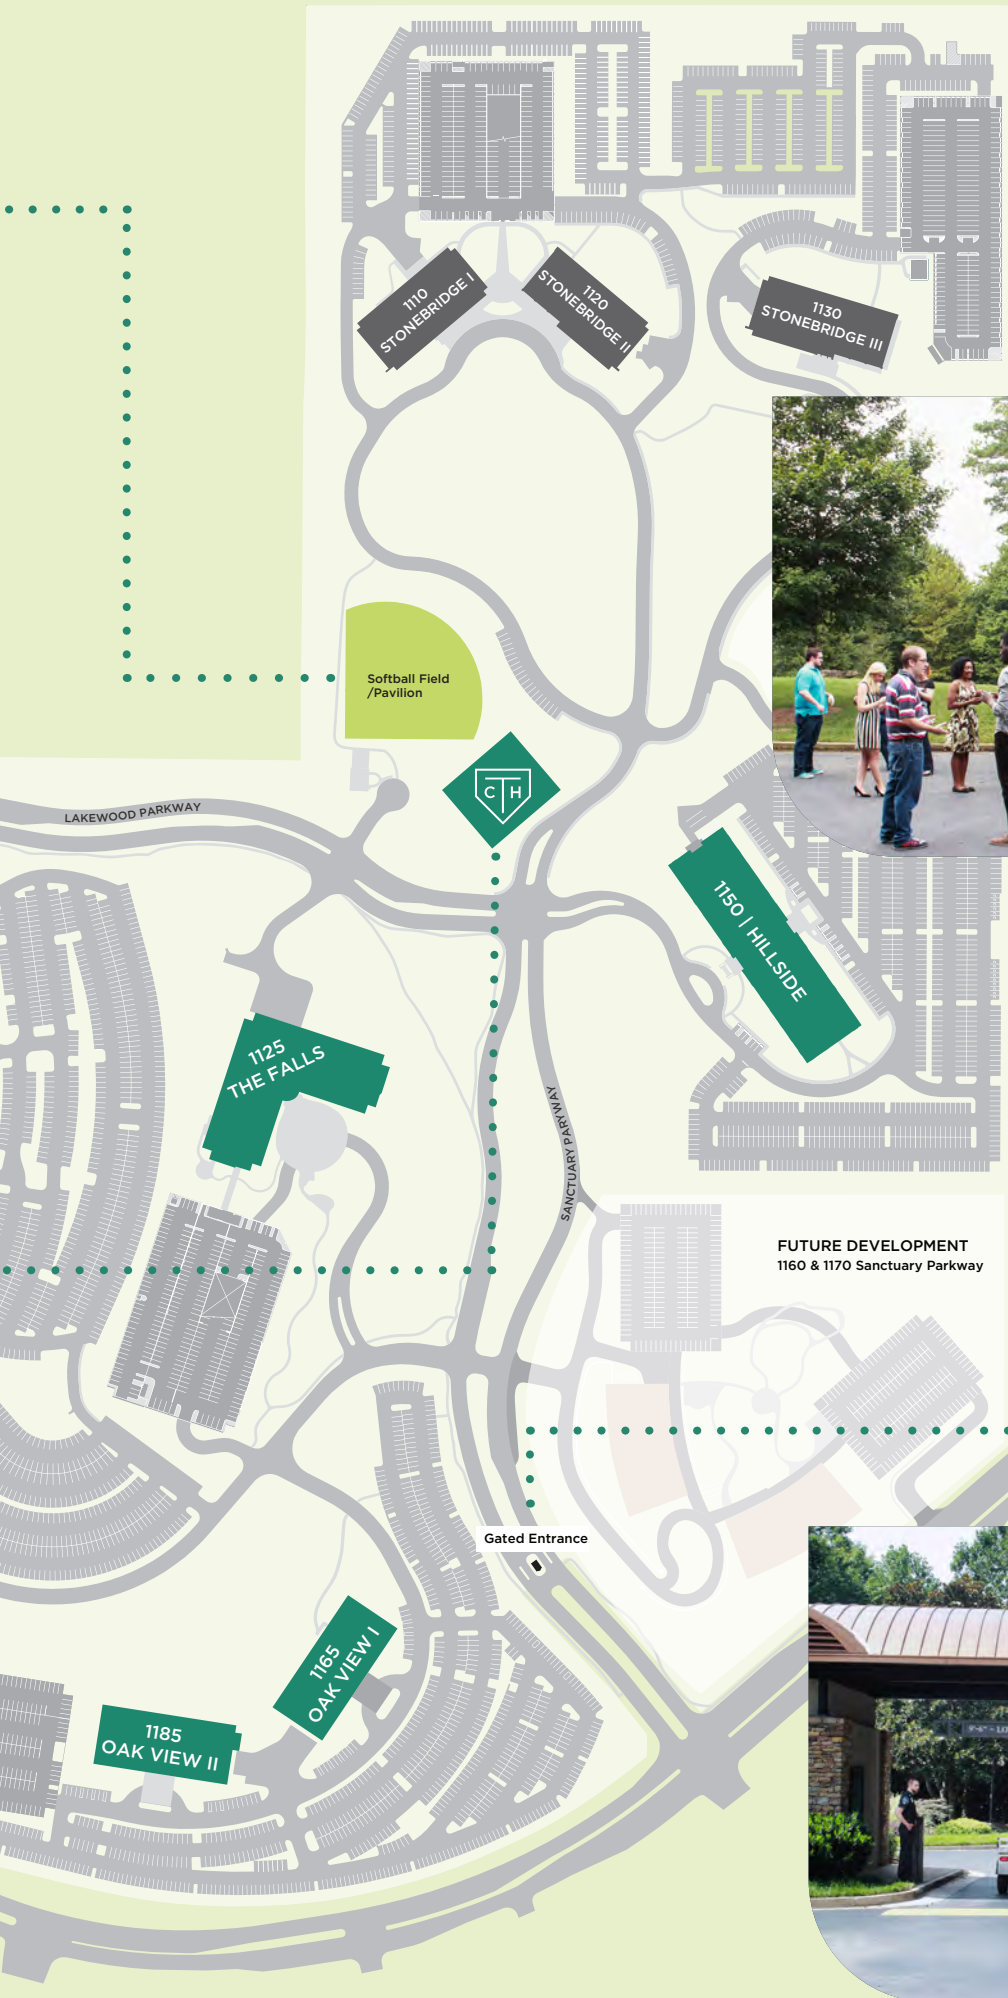 1110
STONEBRIDGE I
1120
STONEBRIDGE II
1130
STONEBRIDGE III
Softball Field
/Pavilion
C T H
LAKEWOOD PARKWAY
1150 | HILLSIDE
1125
THE FALLS
SANCTUARY PARYWAY
FUTURE DEVELOPMENT
1160 & 1170 Sanctuary Parkway
Gated Entrance
1165
OAK VIEW I
1185
OAK VIEW II